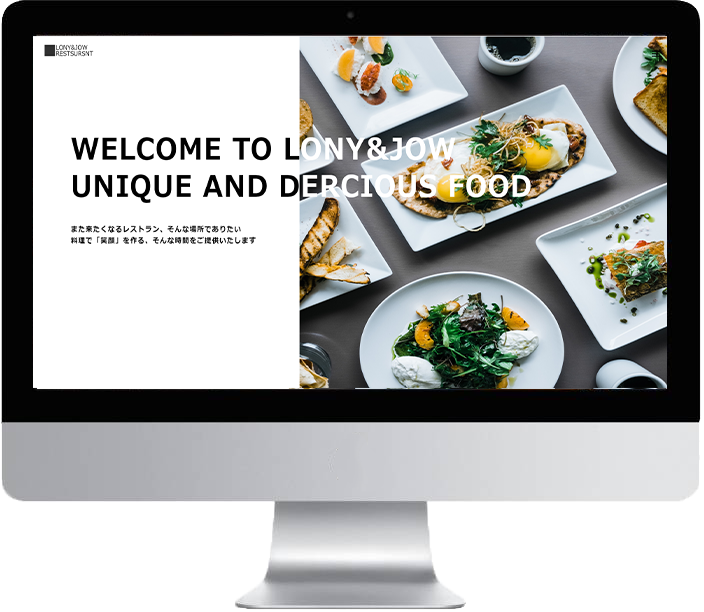 LONY&JOW
RESTSURSNT
WELCOME TO LONY&JOW
UNIQUE AND DERCIOUS FOOD
また来たくなるレストラン、そんな場所でありたい
料理で「笑顔」を作る、そんな時間をご提供いたします